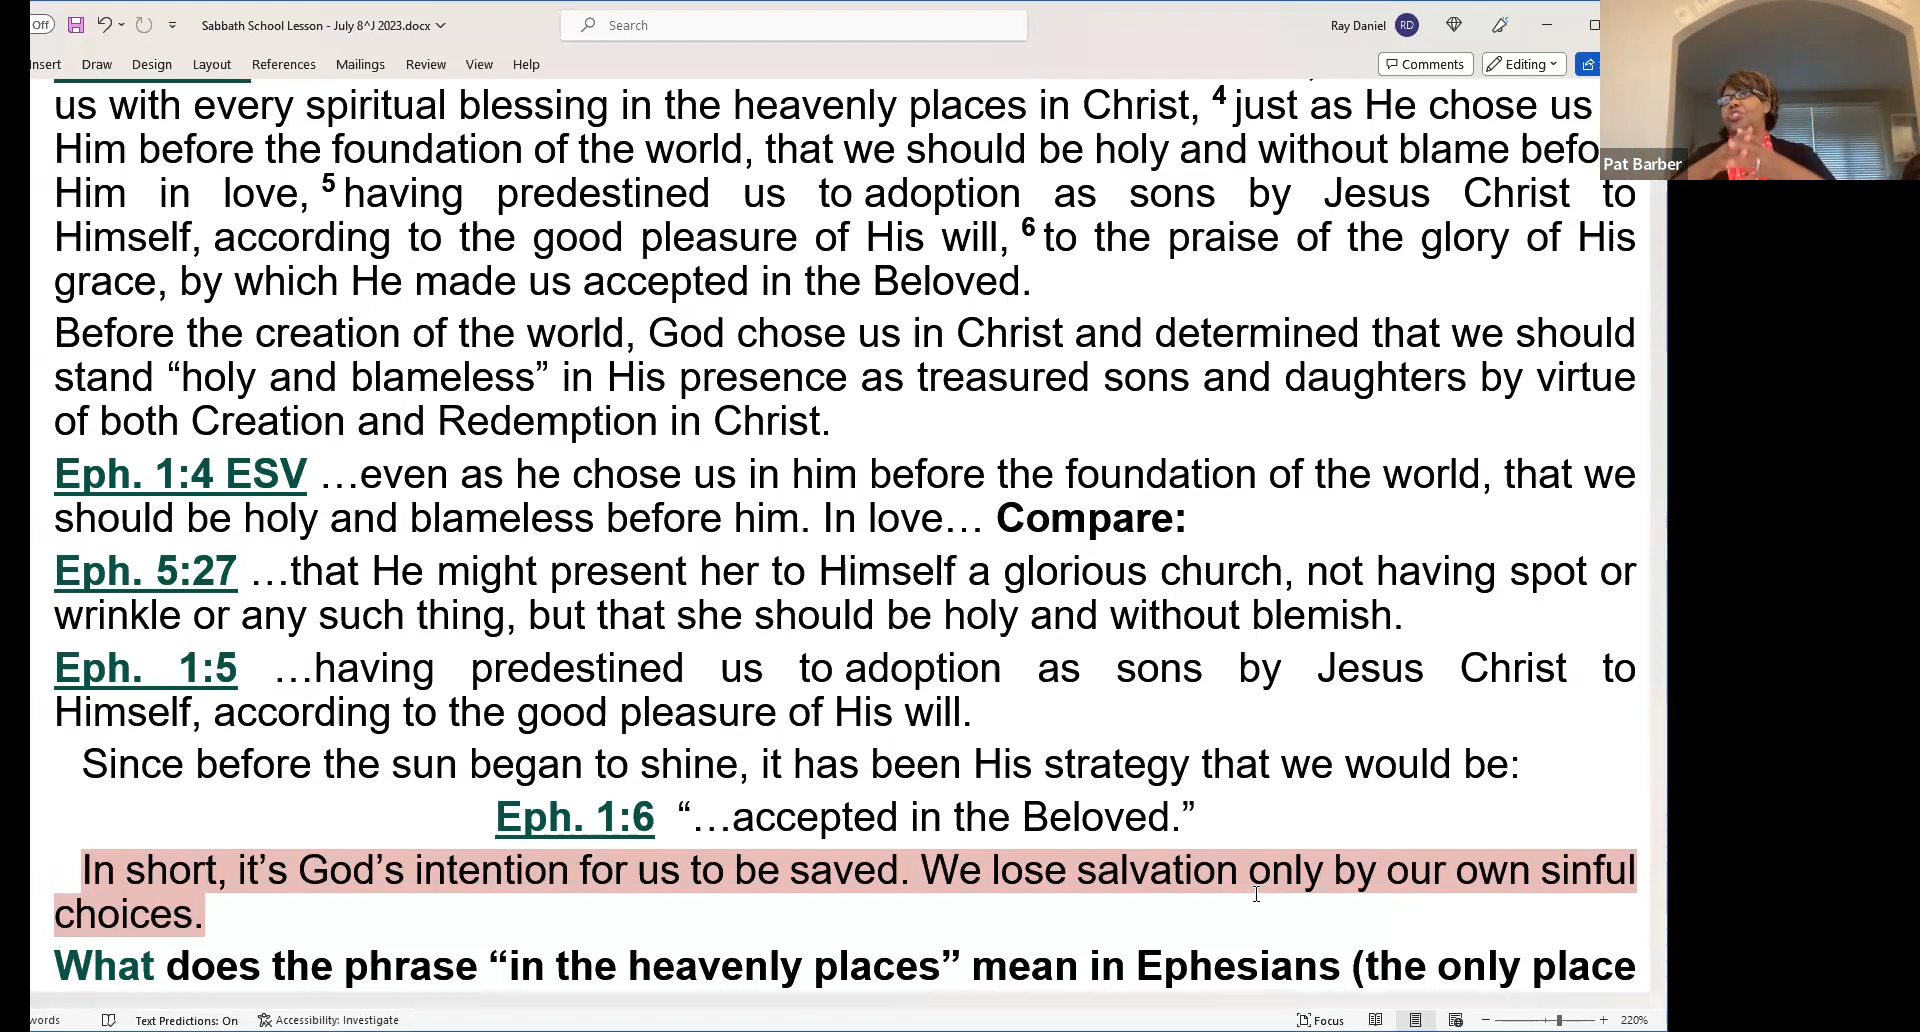 Off
Sabbath School Lesson - July 8^J 2023.docx
Search
Ray Daniel
RD
Insert Draw Design Layout References Mailings Review View Help
Comments
Editing
us with every spiritual blessing in the heavenly places in Christ, 4 just as He chose us
Him before the foundation of the world, that we should be holy and without blame befo
Him in love, 5 having predestined us to adoption as sons by Jesus Christ to
Himself, according to the good pleasure of His will, 6 to the praise of the glory of His
grace, by which He made us accepted in the Beloved.
Before the creation of the world, God chose us in Christ and determined that we should
stand “holy and blameless” in His presence as treasured sons and daughters by virtue
of both Creation and Redemption in Christ.
Eph. 1:4 ESV …even as he chose us in him before the foundation of the world, that we
should be holy and blameless before him. In love… Compare:
Eph. 5:27 …that He might present her to Himself a glorious church, not having spot or
wrinkle or any such thing, but that she should be holy and without blemish.
Eph. 1:5 …having predestined us to adoption as sons by Jesus Christ to
Himself, according to the good pleasure of His will.
Since before the sun began to shine, it has been His strategy that we would be:
Eph. 1:6 “…accepted in the Beloved.”
In short, it’s God’s intention for us to be saved. We lose salvation only by our own sinful
choices.
What does the phrase “in the heavenly places” mean in Ephesians (the only place
Pat Barber
words
Text Predictions: On
Accessibility: Investigate
Focus
220%